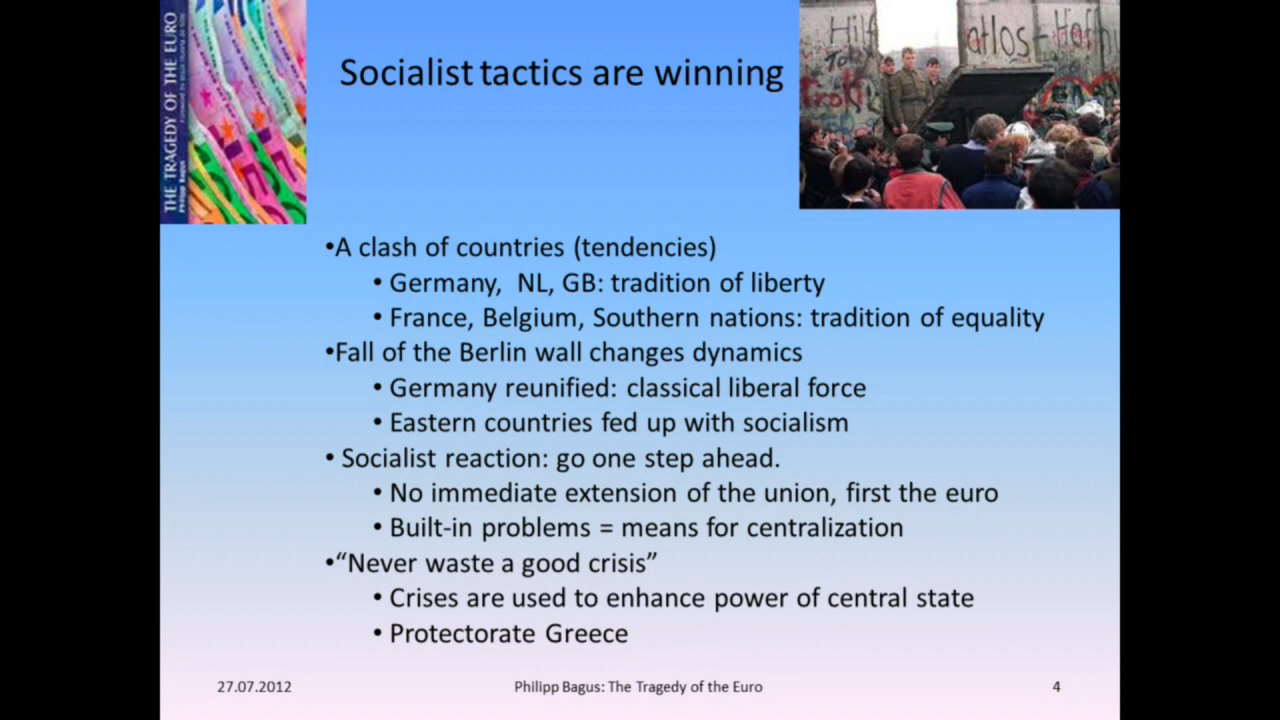 THE TRAGEDY OF THE EURO
Philipp Bagus
Socialist tactics are winning
•A clash of countries (tendencies)
• Germany, NL, GB: tradition of liberty
• France, Belgium, Southern nations: tradition of equality
•Fall of the Berlin wall changes dynamics
• Germany reunified: classical liberal force
• Eastern countries fed up with socialism
• Socialist reaction: go one step ahead.
• No immediate extension of the union, first the euro
• Built-in problems = means for centralization
•“Never waste a good crisis”
• Crises are used to enhance power of central state
• Protectorate Greece
27.07.2012
Philipp Bagus: The Tragedy of the Euro
4